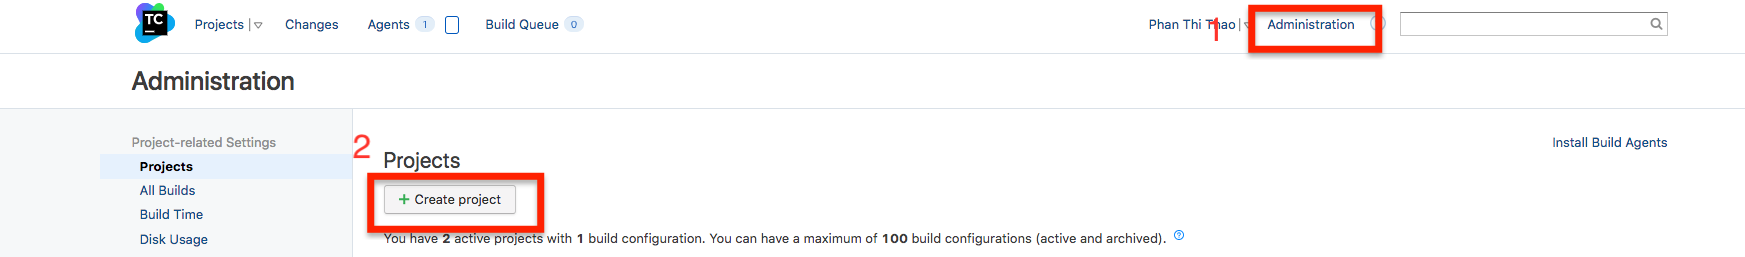 TC
Projects
Changes
Agents 1
Build Queue 0
Phan Thi Thao
1
Administration
Administration
Project-related Settings
Projects
All Builds
Build Time
Disk Usage
2
Projects
+ Create project
You have 2 active projects with 1 build configuration. You can have a maximum of 100 build configurations (active and archived). ?
Install Build Agents